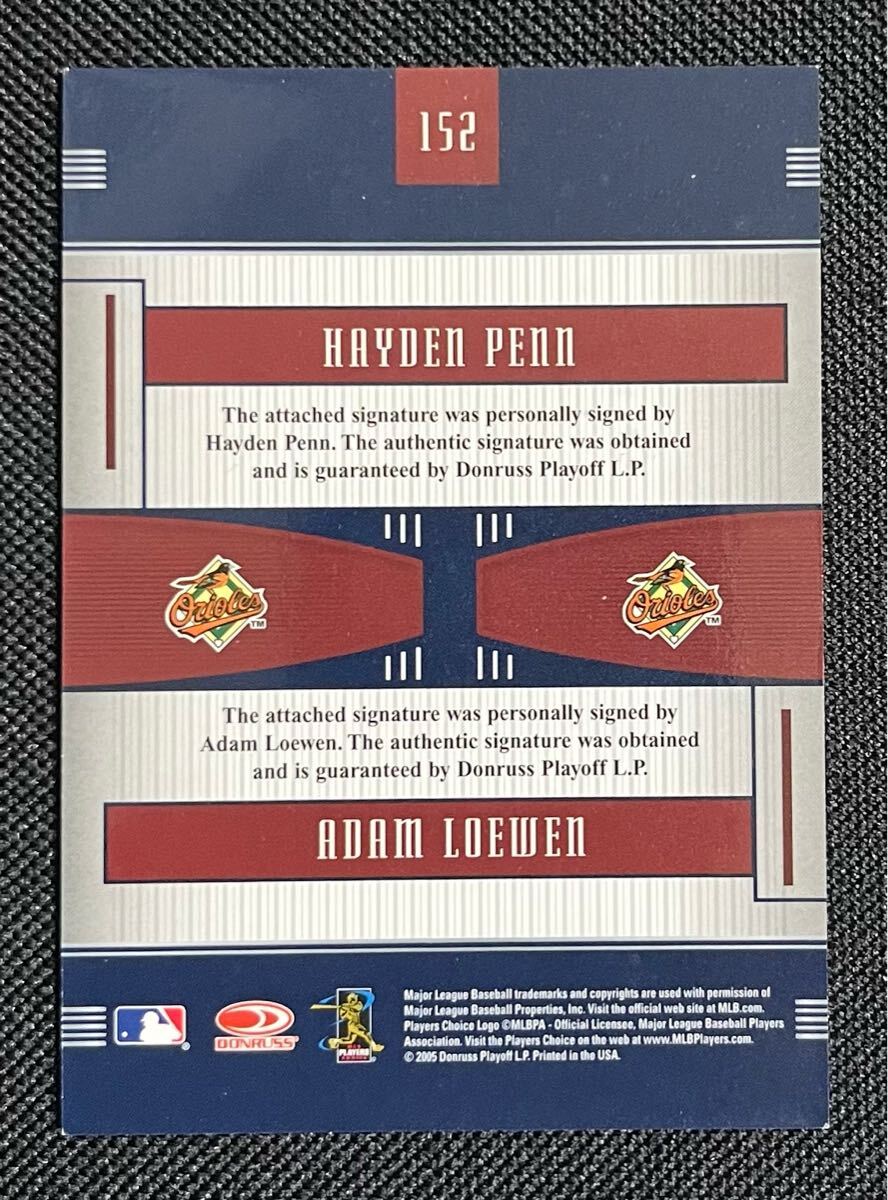 152
HAYDEN PENN
The attached signature was personally signed by
Hayden Penn. The authentic signature was obtained
and is guaranteed by Donruss Playoff L.P.
Orioles TM
Orioles TM
The attached signature was personally signed by
Adam Loewen. The authentic signature was obtained
and is guaranteed by Donruss Playoff L.P.
ADAM LOEWEN
Major League Baseball trademarks and copyrights are used with permission of
Major League Baseball Properties, Inc. Visit the official web site at MLB.com.
Players Choice Logo ©MLBPA - Official Licensee, Major League Baseball Players
Association. Visit the Players Choice on the web at www.MLBPlayers.com.
© 2005 Donruss Playoff L.P. Printed in the USA.
DONRUSS
PLAYERS